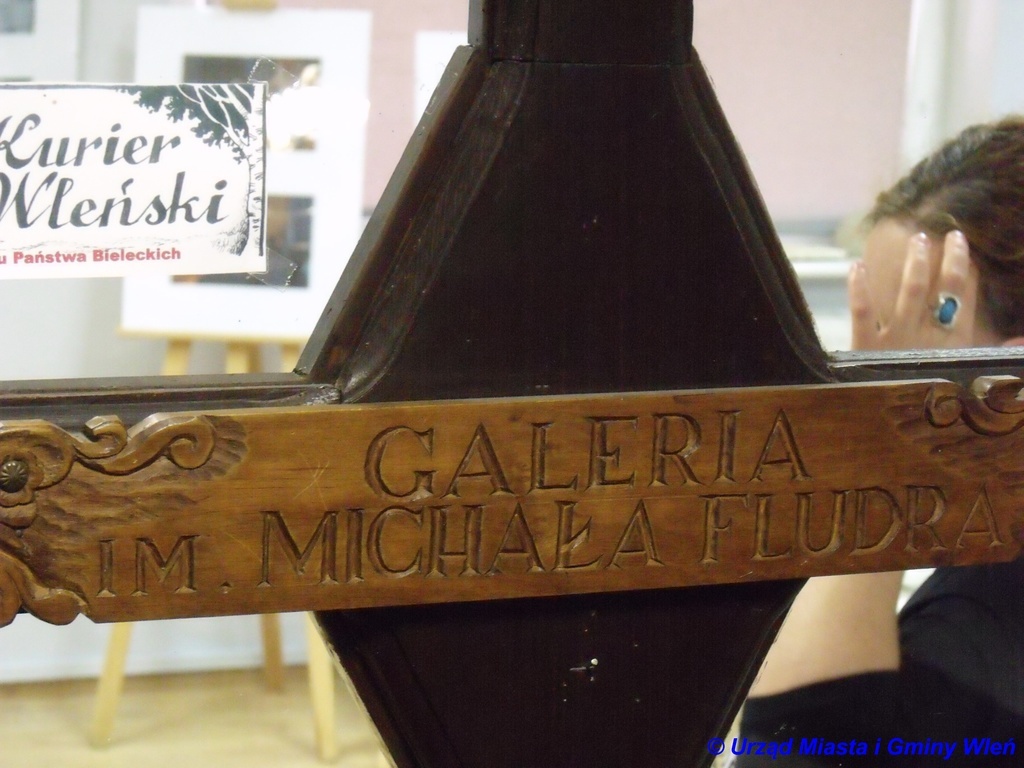 Kurier
Wleński
u Państwa Bieleckich
GALERIA
IM. MICHAŁA FLUDRA
© Urząd Miasta i Gminy Wleń